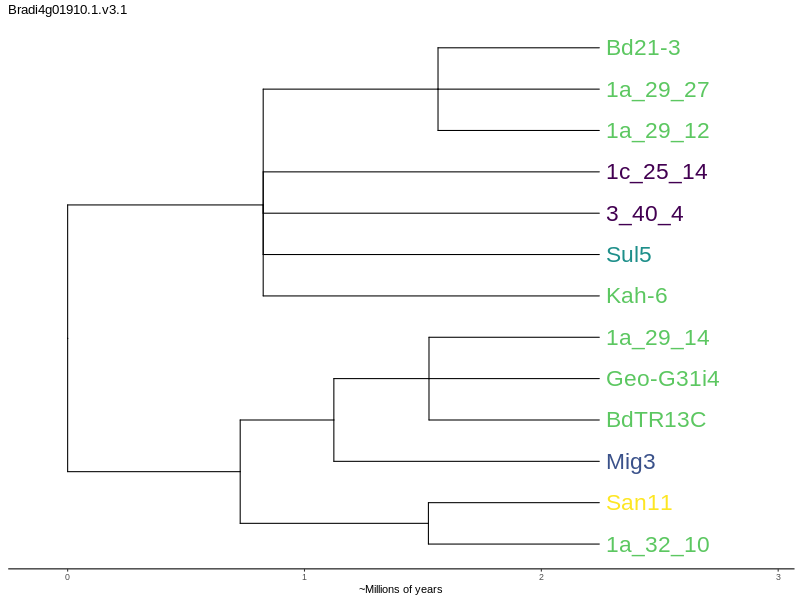 Bradi4g01910.1.v3.1
Bd21-3
1a_29_27
1a_29_12
1c_25_14
3_40_4
Sul5
Kah-6
1a_29_14
Geo-G31i4
BdTR13C
Mig3
San11
1a_32_10
0 1 2 3
~Millions of years